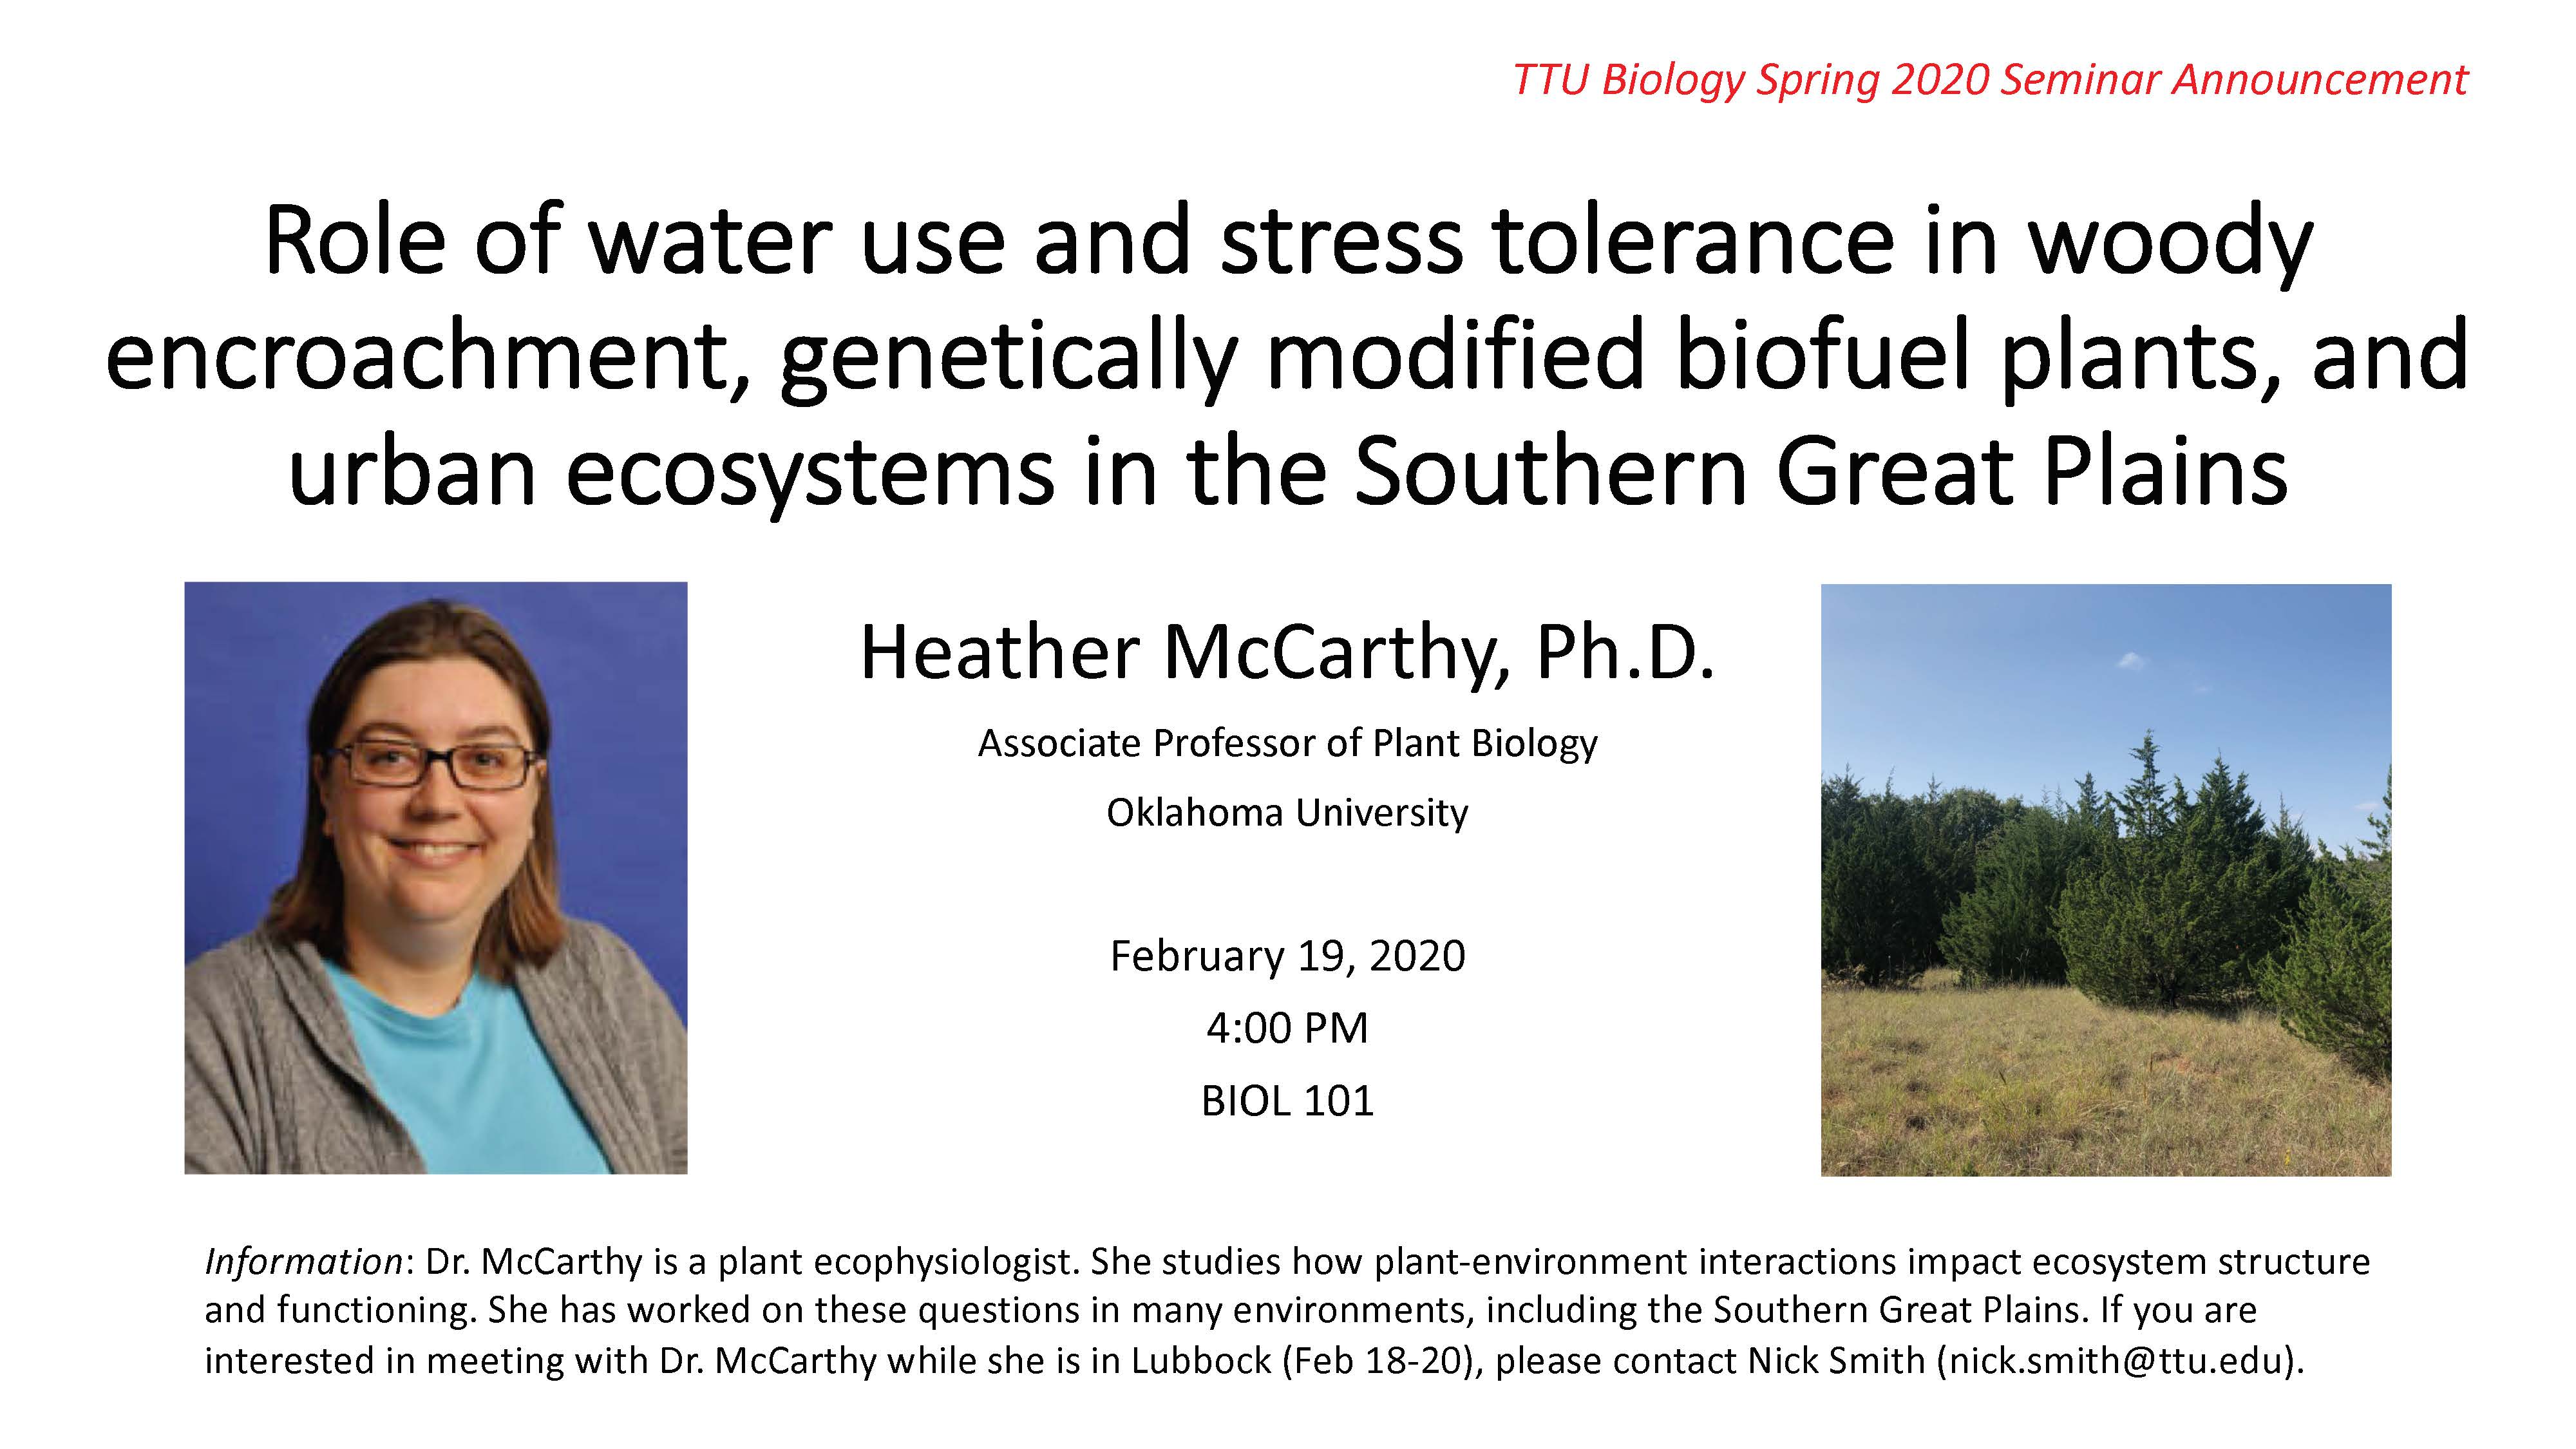 TTU Biology Spring 2020 Seminar Announcement
Role of water use and stress tolerance in woody
encroachment, genetically modified biofuel plants, and
urban ecosystems in the Southern Great Plains
Heather McCarthy, Ph.D.
Associate Professor of Plant Biology
Oklahoma University
February 19, 2020
4:00 PM
BIOL 101
Information: Dr. McCarthy is a plant ecophysiologist. She studies how plant-environment interactions impact ecosystem structure
and functioning. She has worked on these questions in many environments, including the Southern Great Plains. If you are
interested in meeting with Dr. McCarthy while she is in Lubbock (Feb 18-20), please contact Nick Smith (nick.smith@ttu.edu).